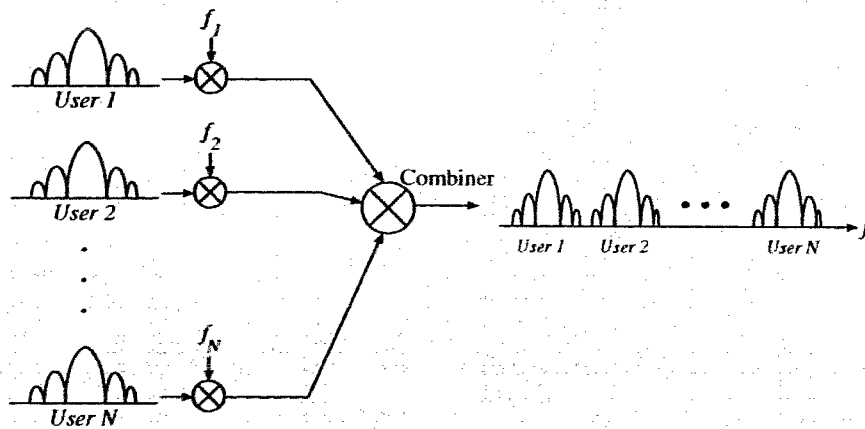 f1
User 1
f2
User 2
Combiner
User 1 User 2 User N
f
fN
User N